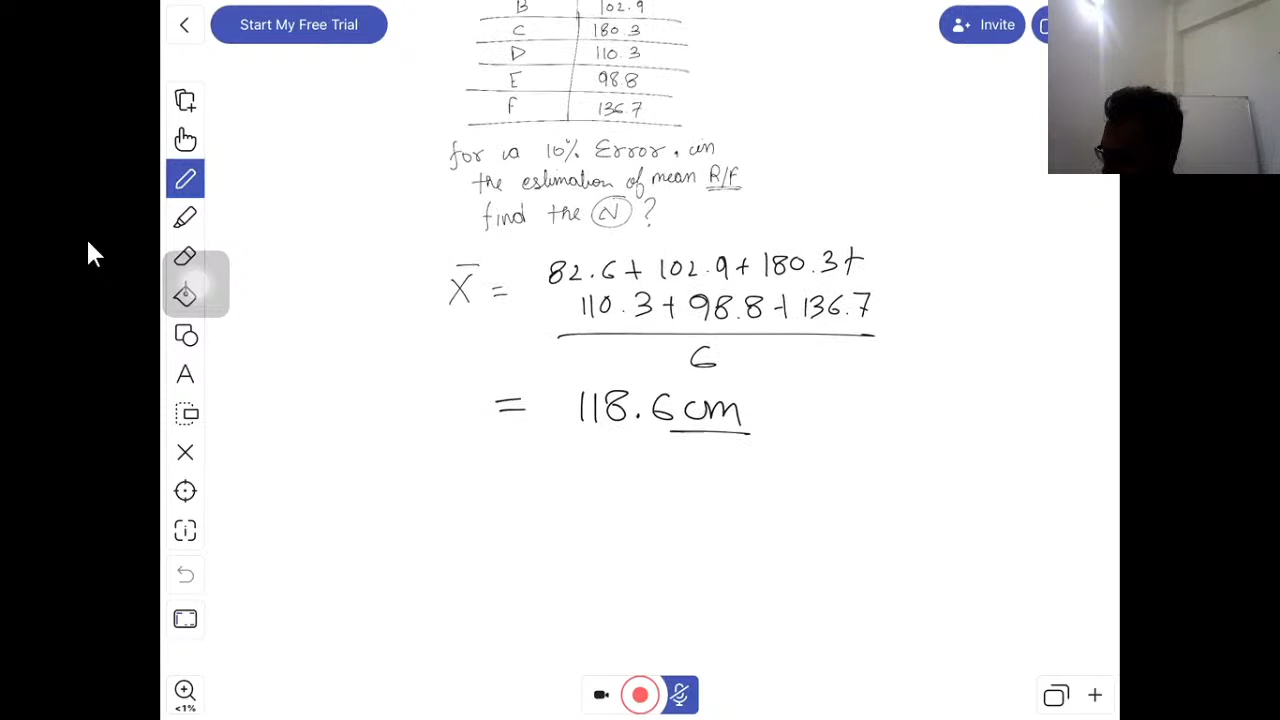 Start My Free Trial
Invite
B 102.9
C 180.3
D 110.3
E 98.8
F 136.7
for a 10% Error, in
the estimation of mean R/F
find the N ?
X̄ = 82.6 + 102.9 + 180.3 +
110.3 + 98.8 + 136.7
6
= 118.6 cm
A
<1%